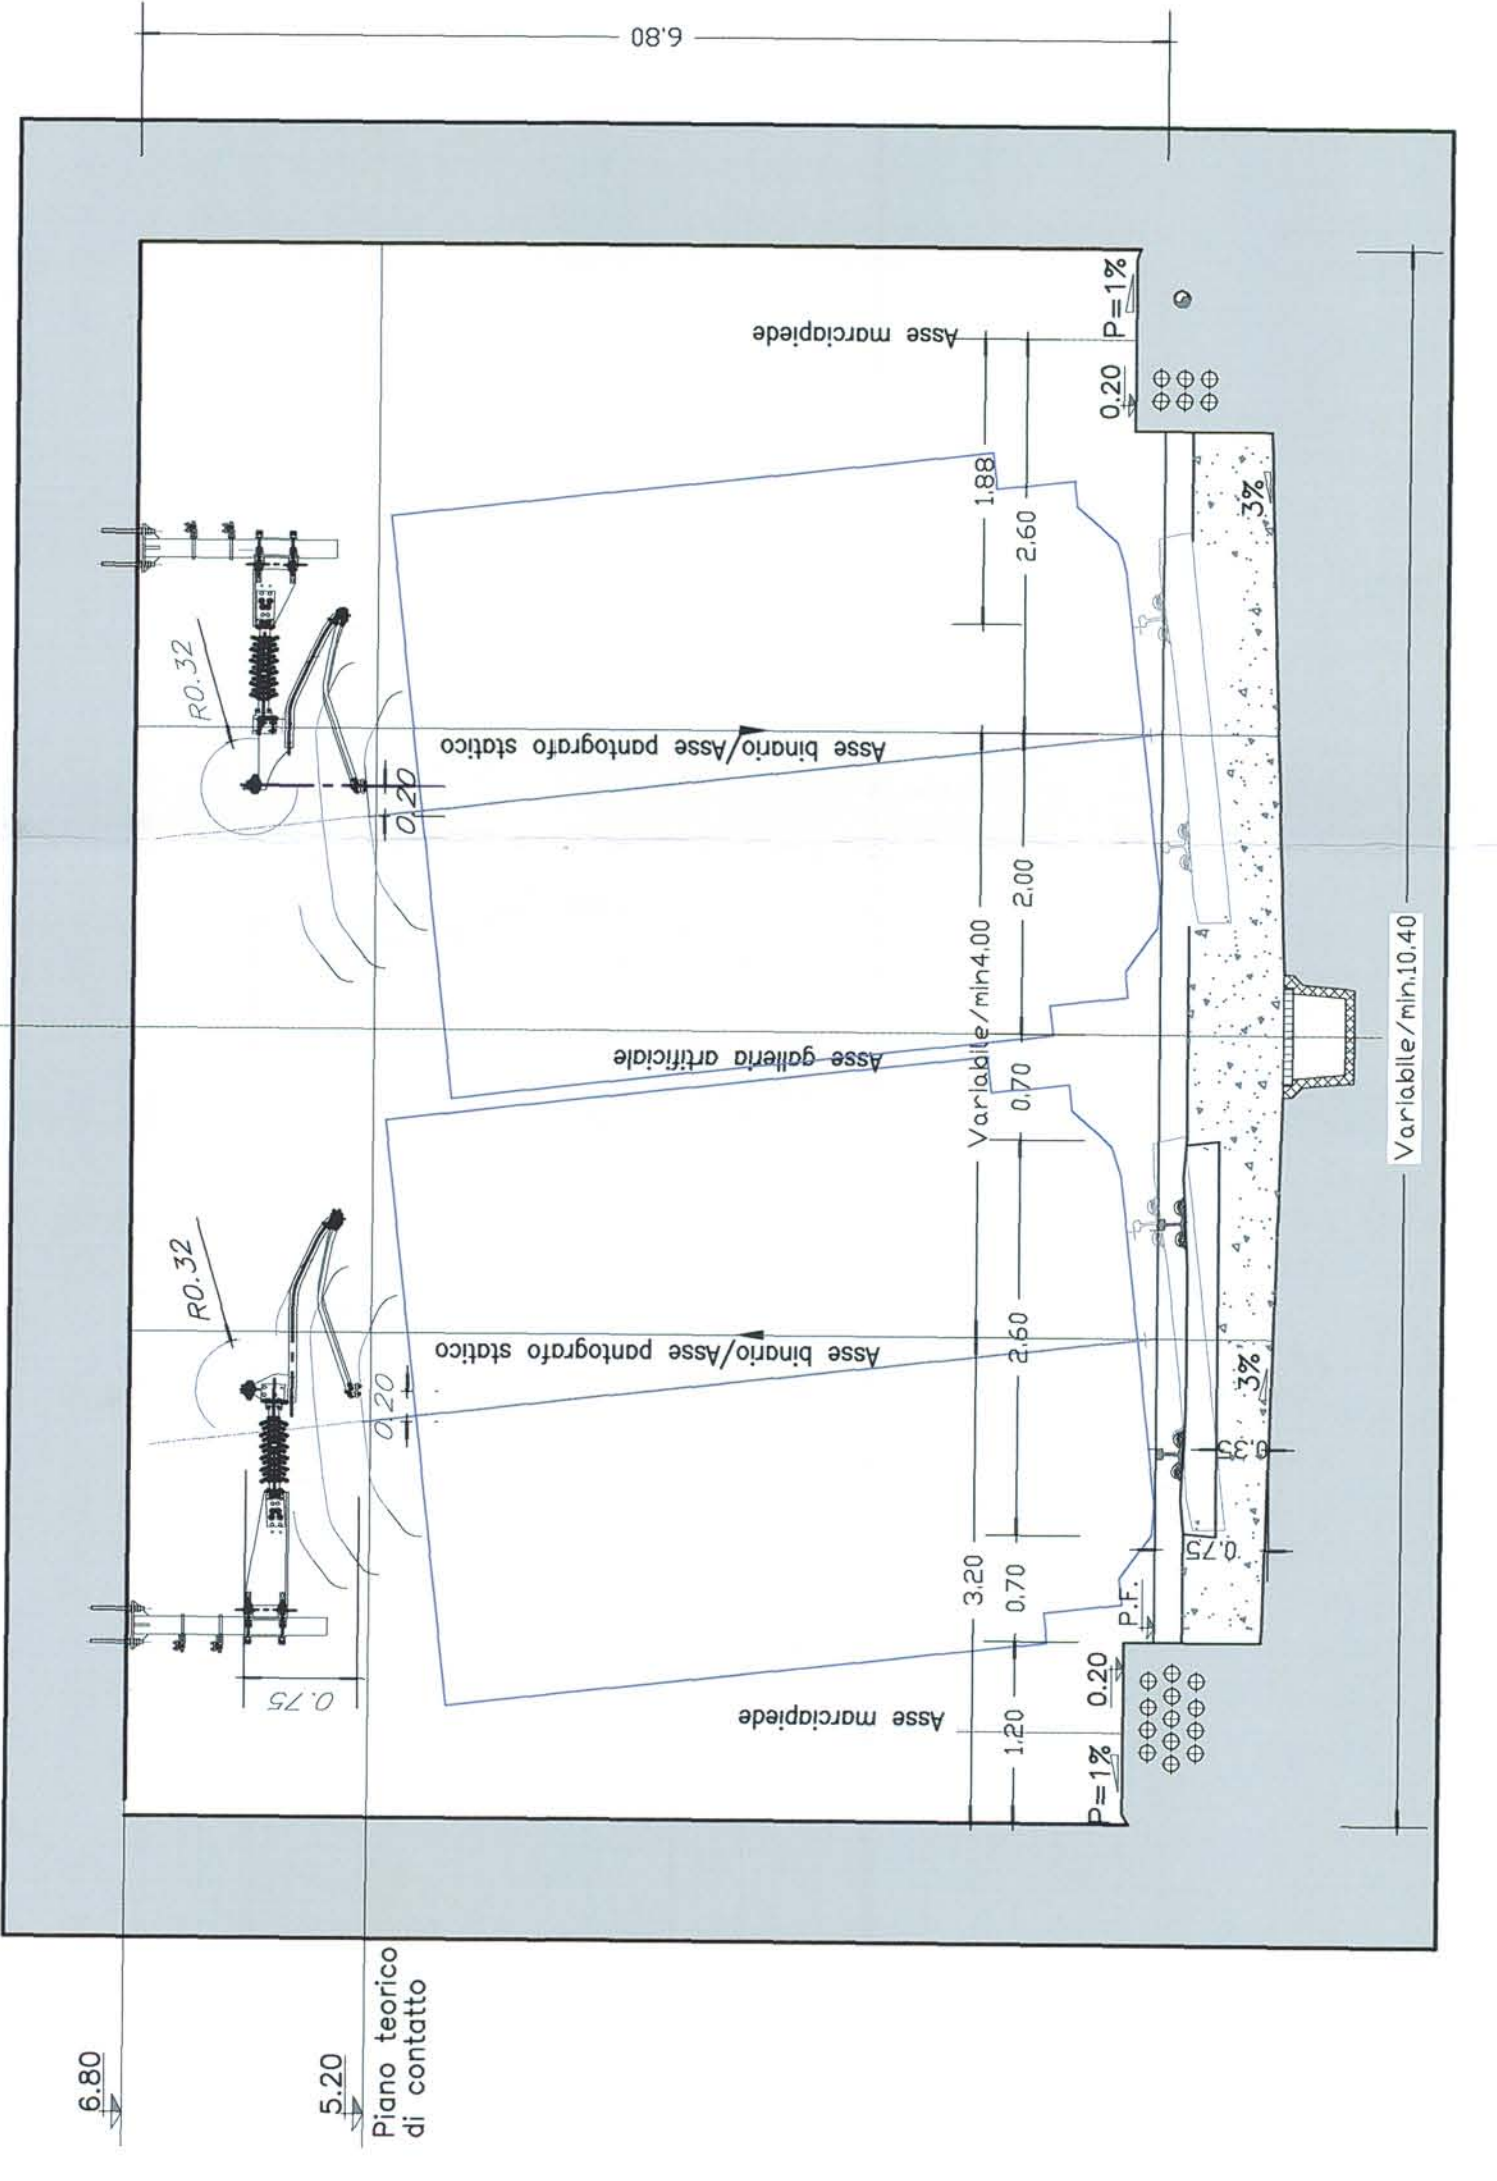 6.80
6.80
5.20
Piano teorico
di contatto
R0.32
R0.32
0.20
0.20
0.75
Asse marciapiede
Asse binario/Asse pantografo statico
Asse galleria artificiale
Asse binario/Asse pantografo statico
Asse marciapiede
3.20
Variabile/min4.00
1.88
1.20
0.70
2.60
0.70
2.00
2.60
P=1%
0.20
P.F.
0.20
P=1%
0.75
0.35
3%
3%
Variabile/min.10.40